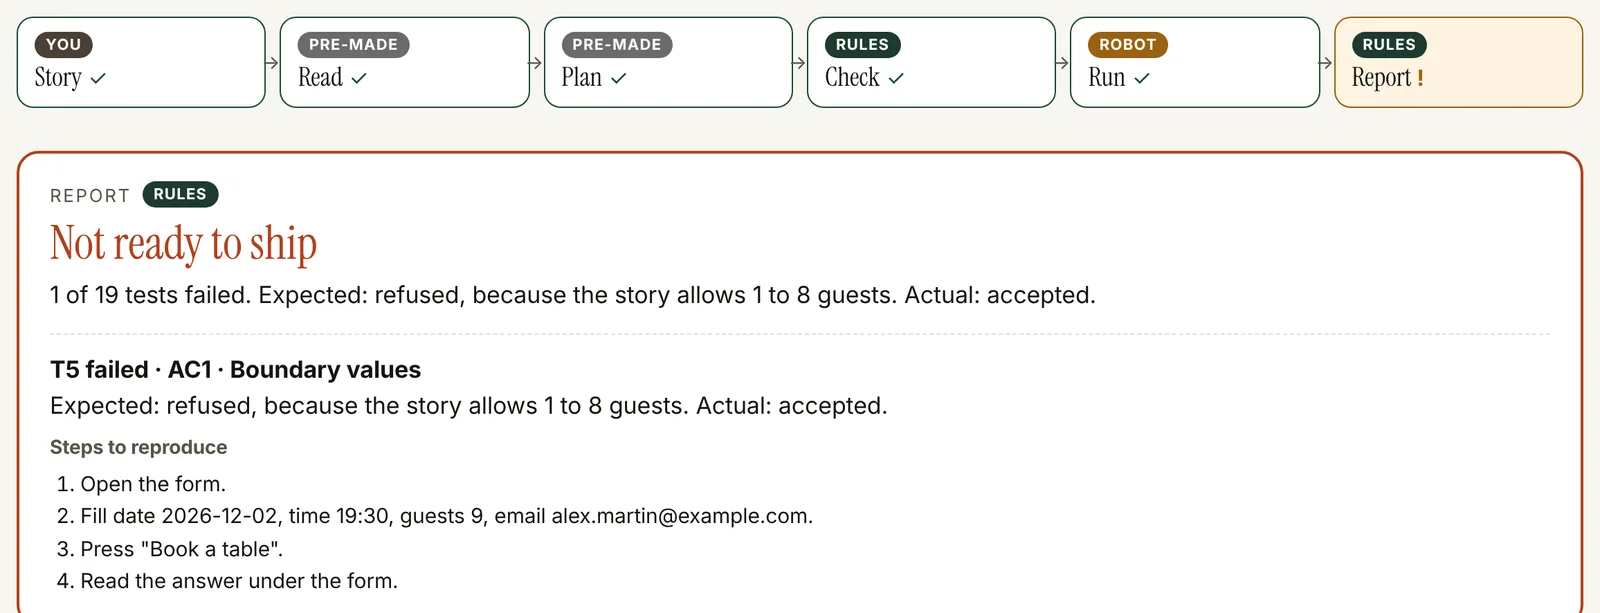 YOU
Story ✓
→
PRE-MADE
Read ✓
→
PRE-MADE
Plan ✓
→
RULES
Check ✓
→
ROBOT
Run ✓
→
RULES
Report !
REPORT RULES
Not ready to ship
1 of 19 tests failed. Expected: refused, because the story allows 1 to 8 guests. Actual: accepted.
T5 failed · AC1 · Boundary values
Expected: refused, because the story allows 1 to 8 guests. Actual: accepted.
Steps to reproduce
1. Open the form.
2. Fill date 2026-12-02, time 19:30, guests 9, email alex.martin@example.com.
3. Press "Book a table".
4. Read the answer under the form.